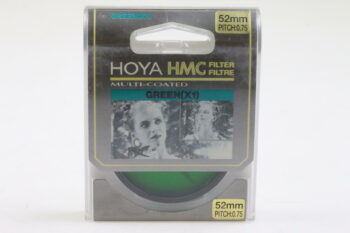 52mm
PITCH:0.75
HOYA HMC FILTER
FILTRE
MULTI-COATED
GREEN(X1)
52mm
PITCH:0.75